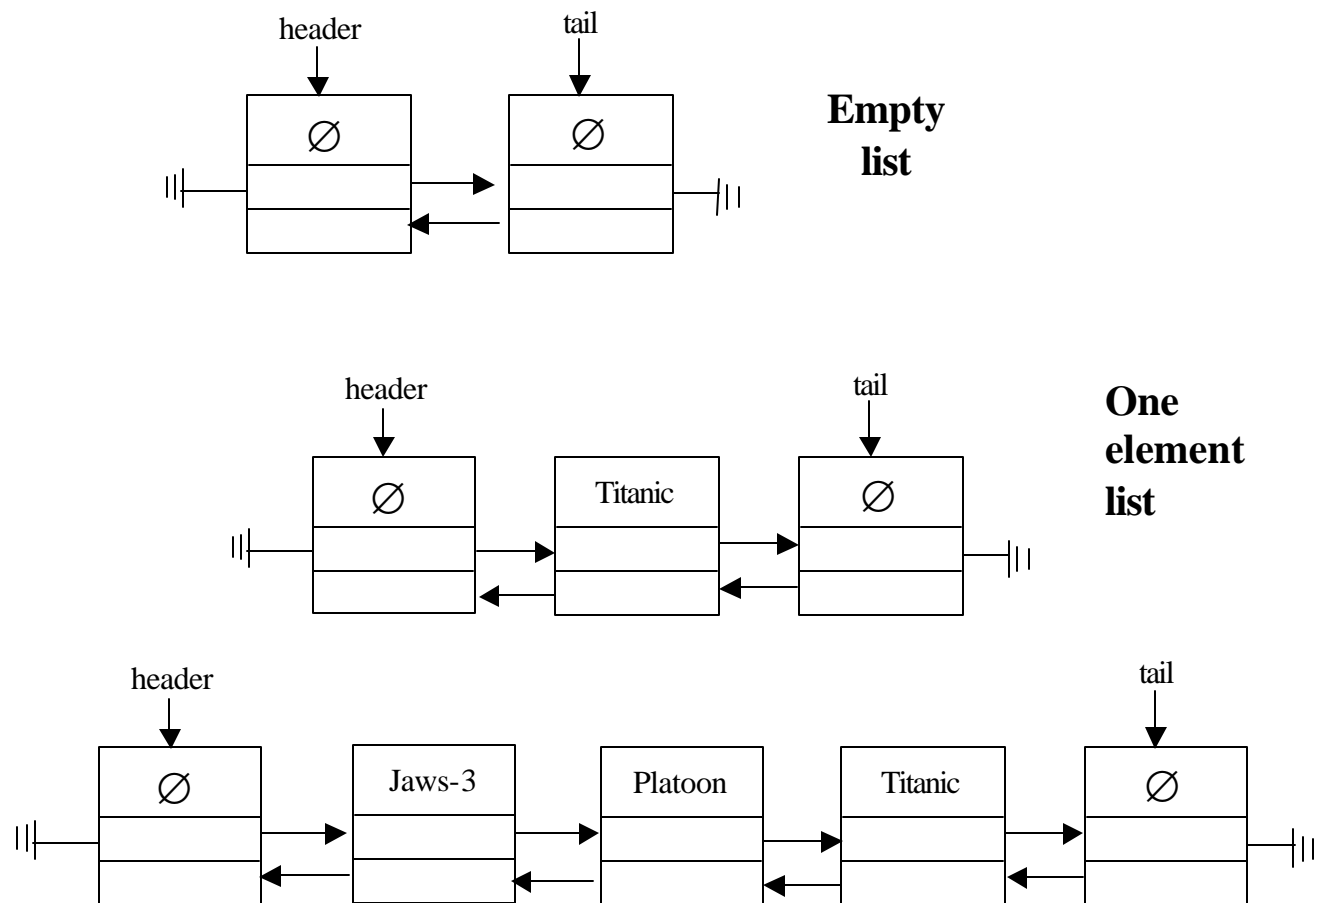 header
tail
∅
∅
Empty
list
header
tail
∅
Titanic
∅
One
element
list
header
tail
∅
Jaws-3
Platoon
Titanic
∅